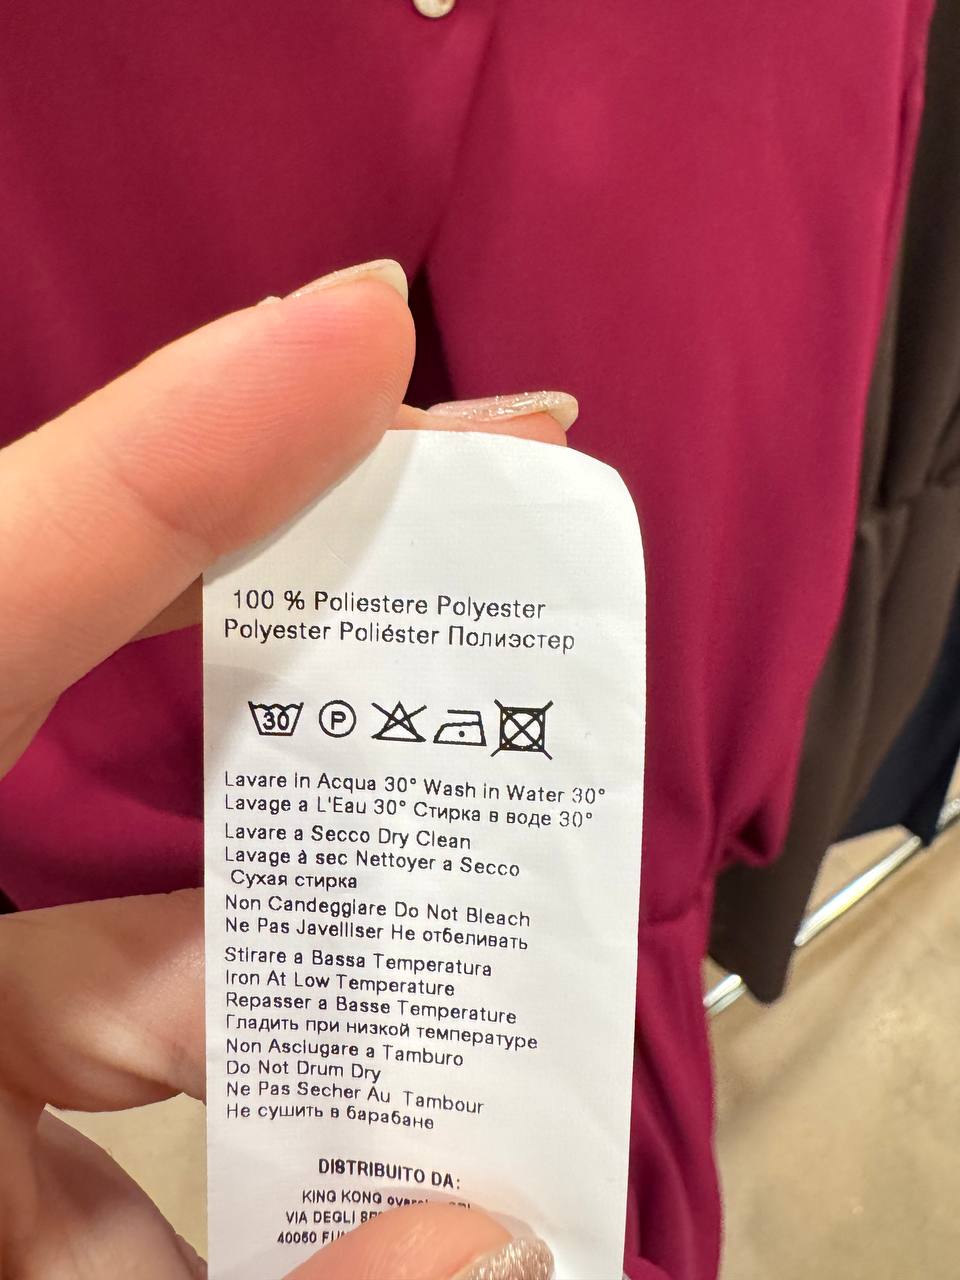 100 % Poliestere Polyester
Polyester Poliéster Полиэстер
30 P
Lavare in Acqua 30° Wash in Water 30°
Lavage a L'Eau 30° Стирка в воде 30°
Lavare a Secco Dry Clean
Lavage à sec Nettoyer a Secco
Сухая стирка
Non Candeggiare Do Not Bleach
Ne Pas Javelliser Не отбеливать
Stirare a Bassa Temperatura
Iron At Low Temperature
Repasser a Basse Temperature
Гладить при низкой температуре
Non Asciugare a Tamburo
Do Not Drum Dry
Ne Pas Secher Au Tambour
Не сушить в барабане
DISTRIBUITO DA:
KING KONG
VIA DEGLI
40050